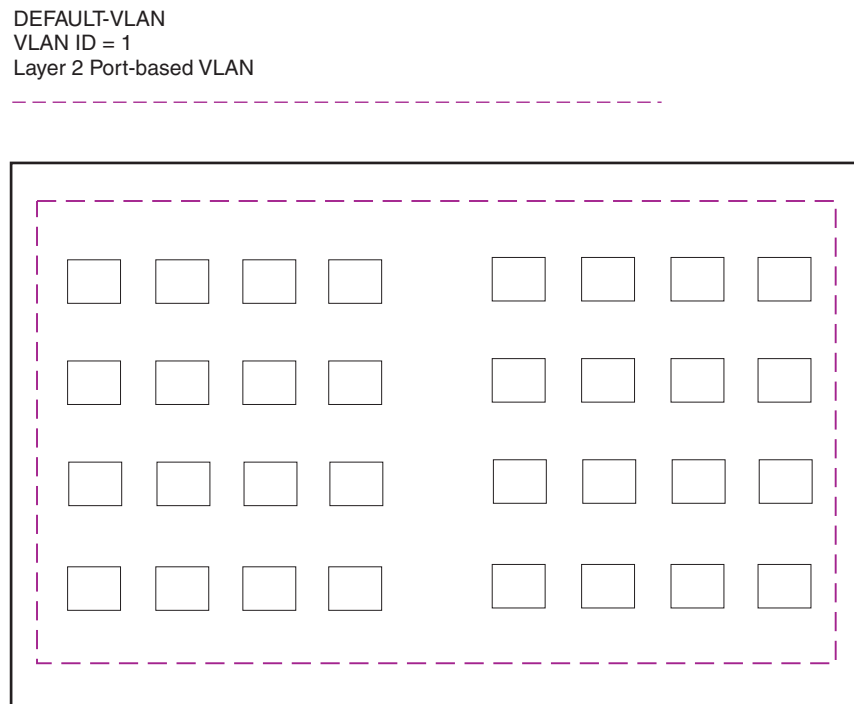 DEFAULT-VLAN
VLAN ID = 1
Layer 2 Port-based VLAN